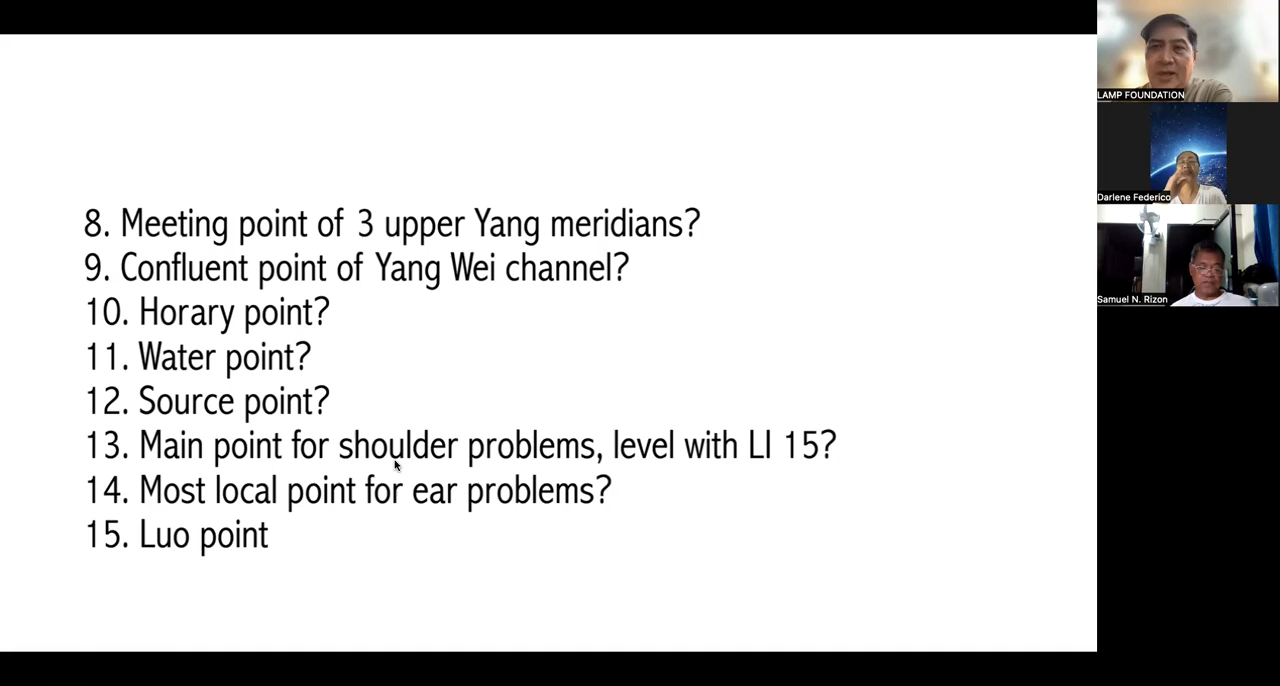 8. Meeting point of 3 upper Yang meridians?
9. Confluent point of Yang Wei channel?
10. Horary point?
11. Water point?
12. Source point?
13. Main point for shoulder problems, level with LI 15?
14. Most local point for ear problems?
15. Luo point
LAMP FOUNDATION
Darlene Federico
Samuel N. Rizon